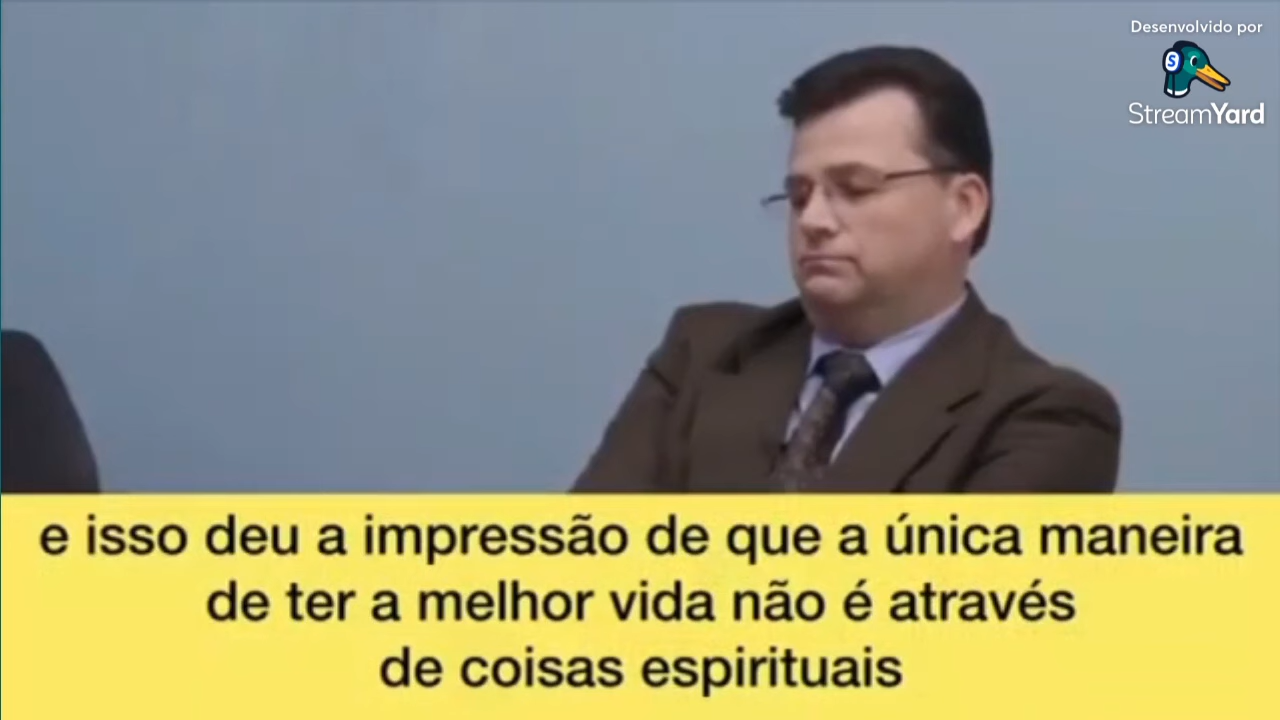 Desenvolvido por
S
StreamYard
e isso deu a impressão de que a única maneira
de ter a melhor vida não é através
de coisas espirituais